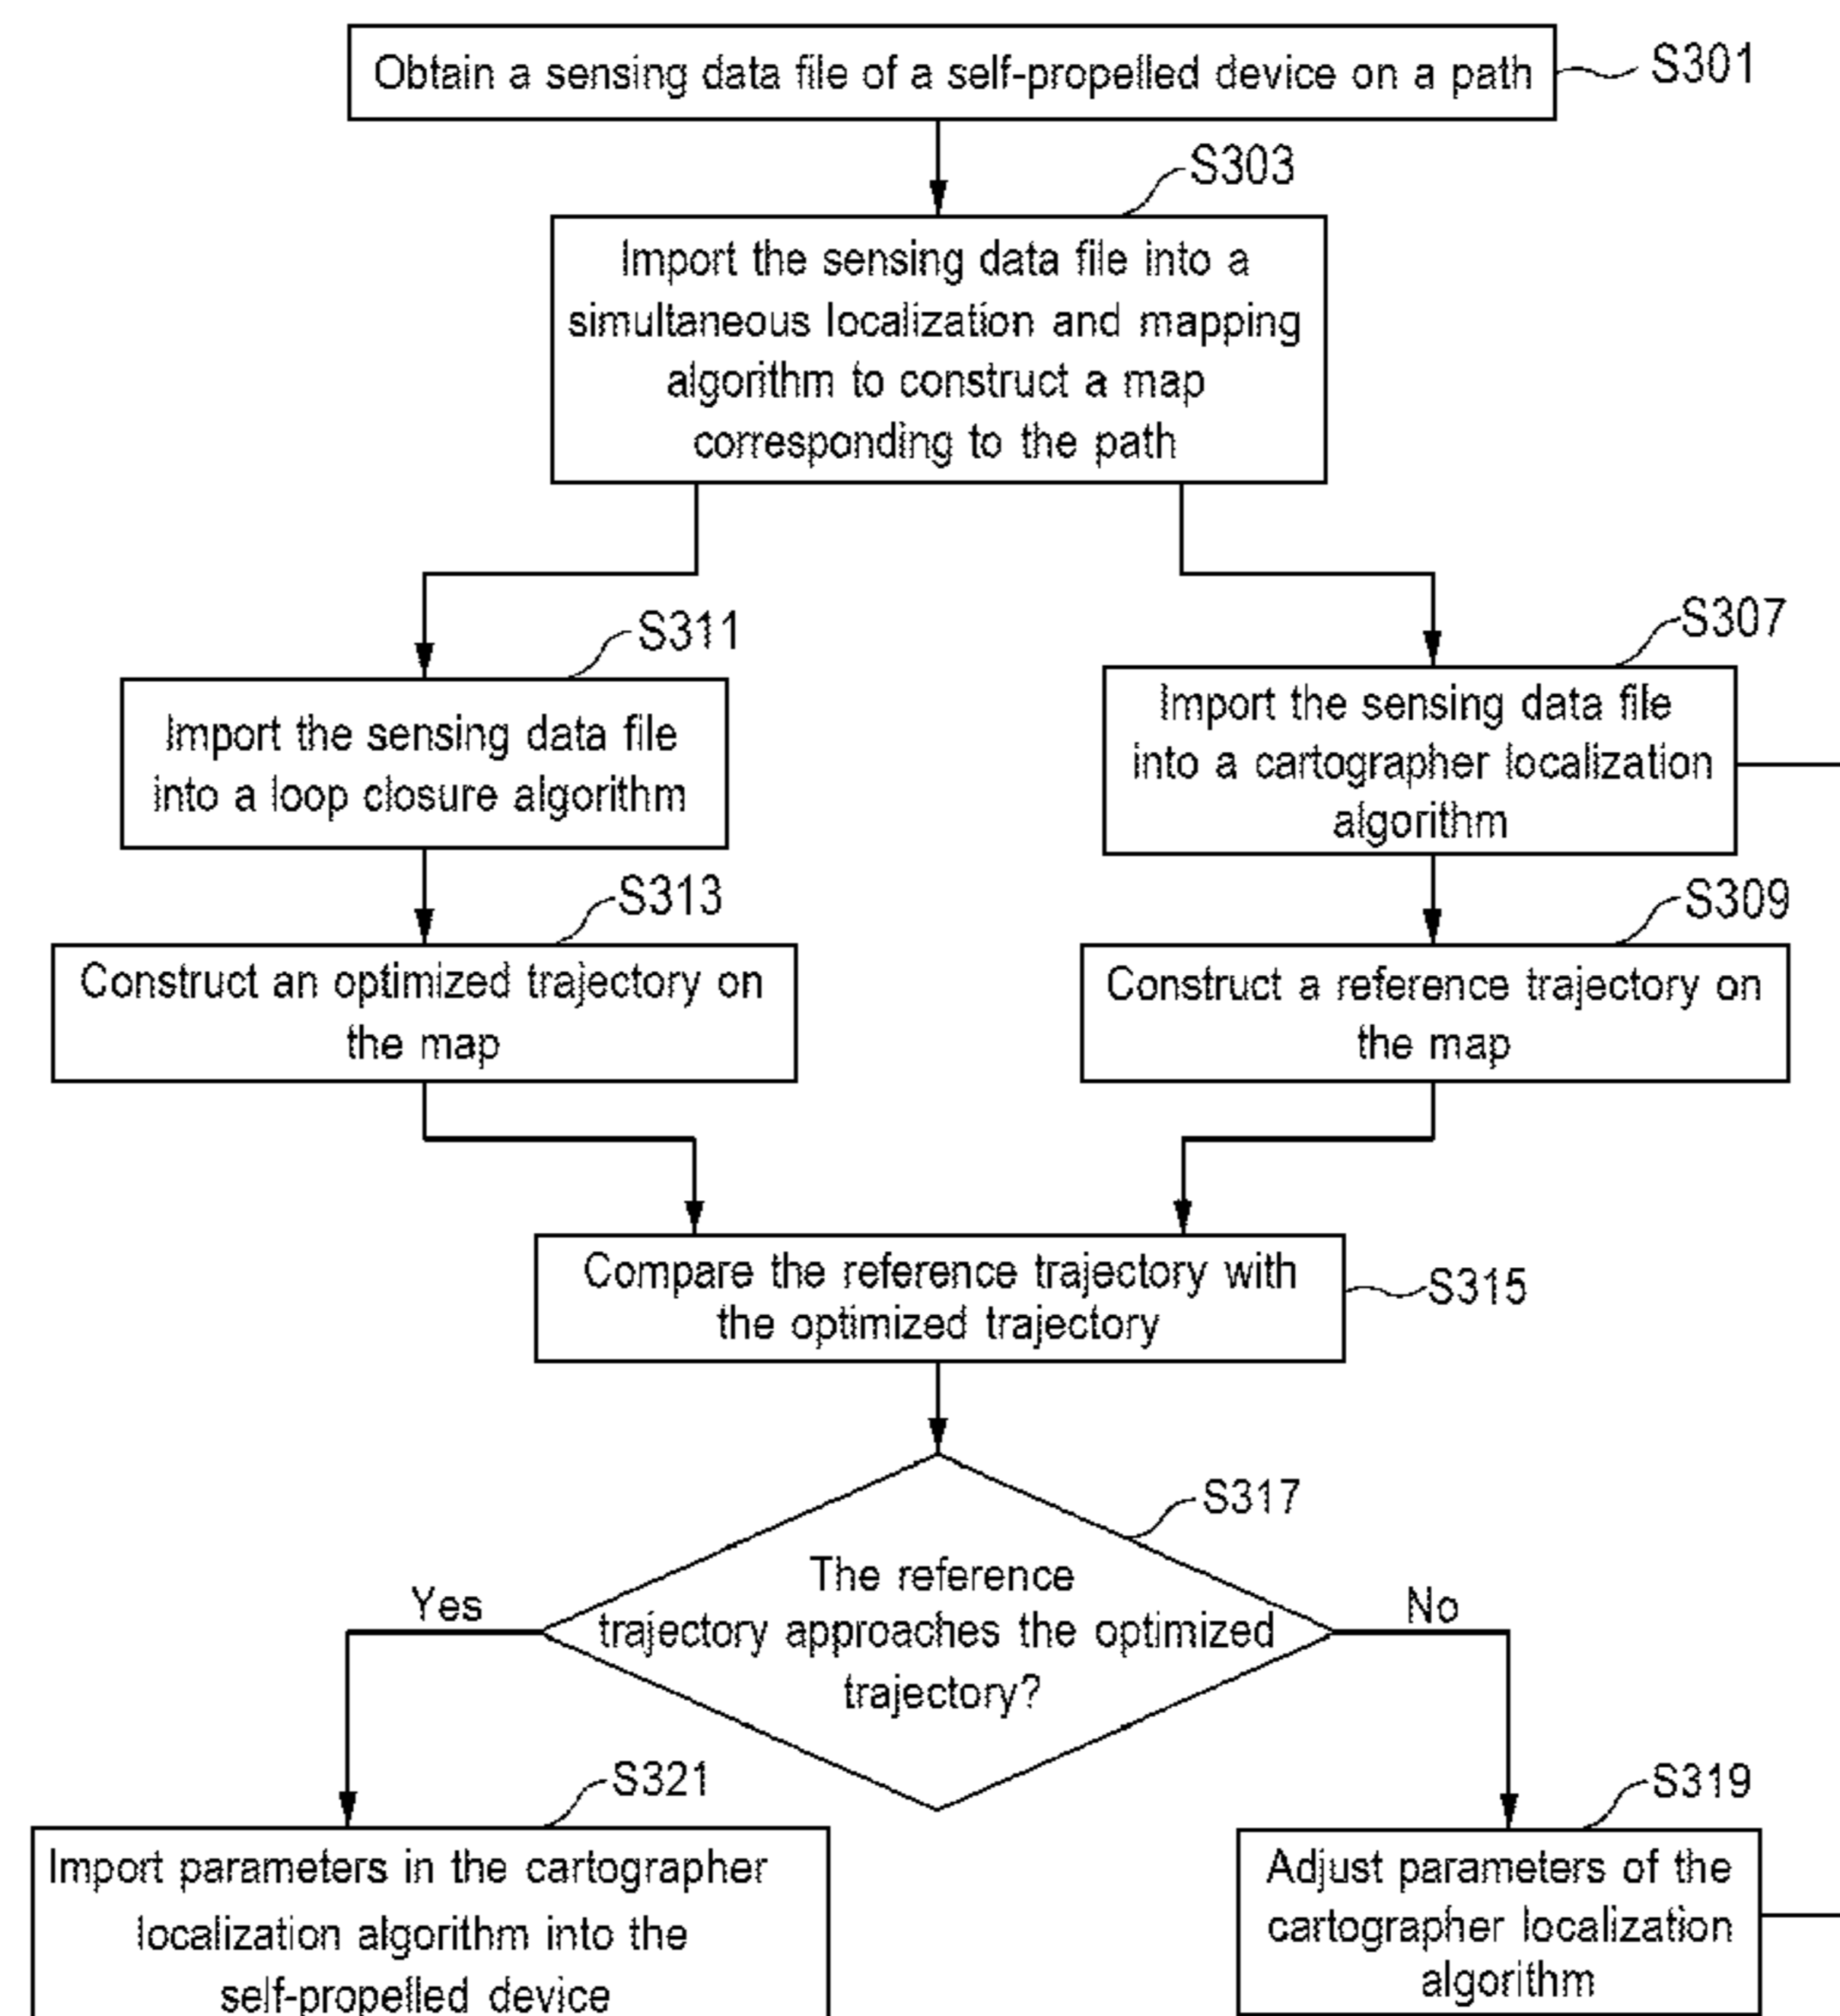 Obtain a sensing data file of a self-propelled device on a path
S301
S303
Import the sensing data file into a
simultaneous localization and mapping
algorithm to construct a map
corresponding to the path
S311
Import the sensing data file
into a loop closure algorithm
S307
Import the sensing data file
into a cartographer localization
algorithm
S313
Construct an optimized trajectory on
the map
S309
Construct a reference trajectory on
the map
Compare the reference trajectory with
the optimized trajectory
S315
S317
The reference
trajectory approaches the optimized
trajectory?
Yes
No
S321
Import parameters in the cartographer
localization algorithm into the
self-propelled device
S319
Adjust parameters of the
cartographer localization
algorithm